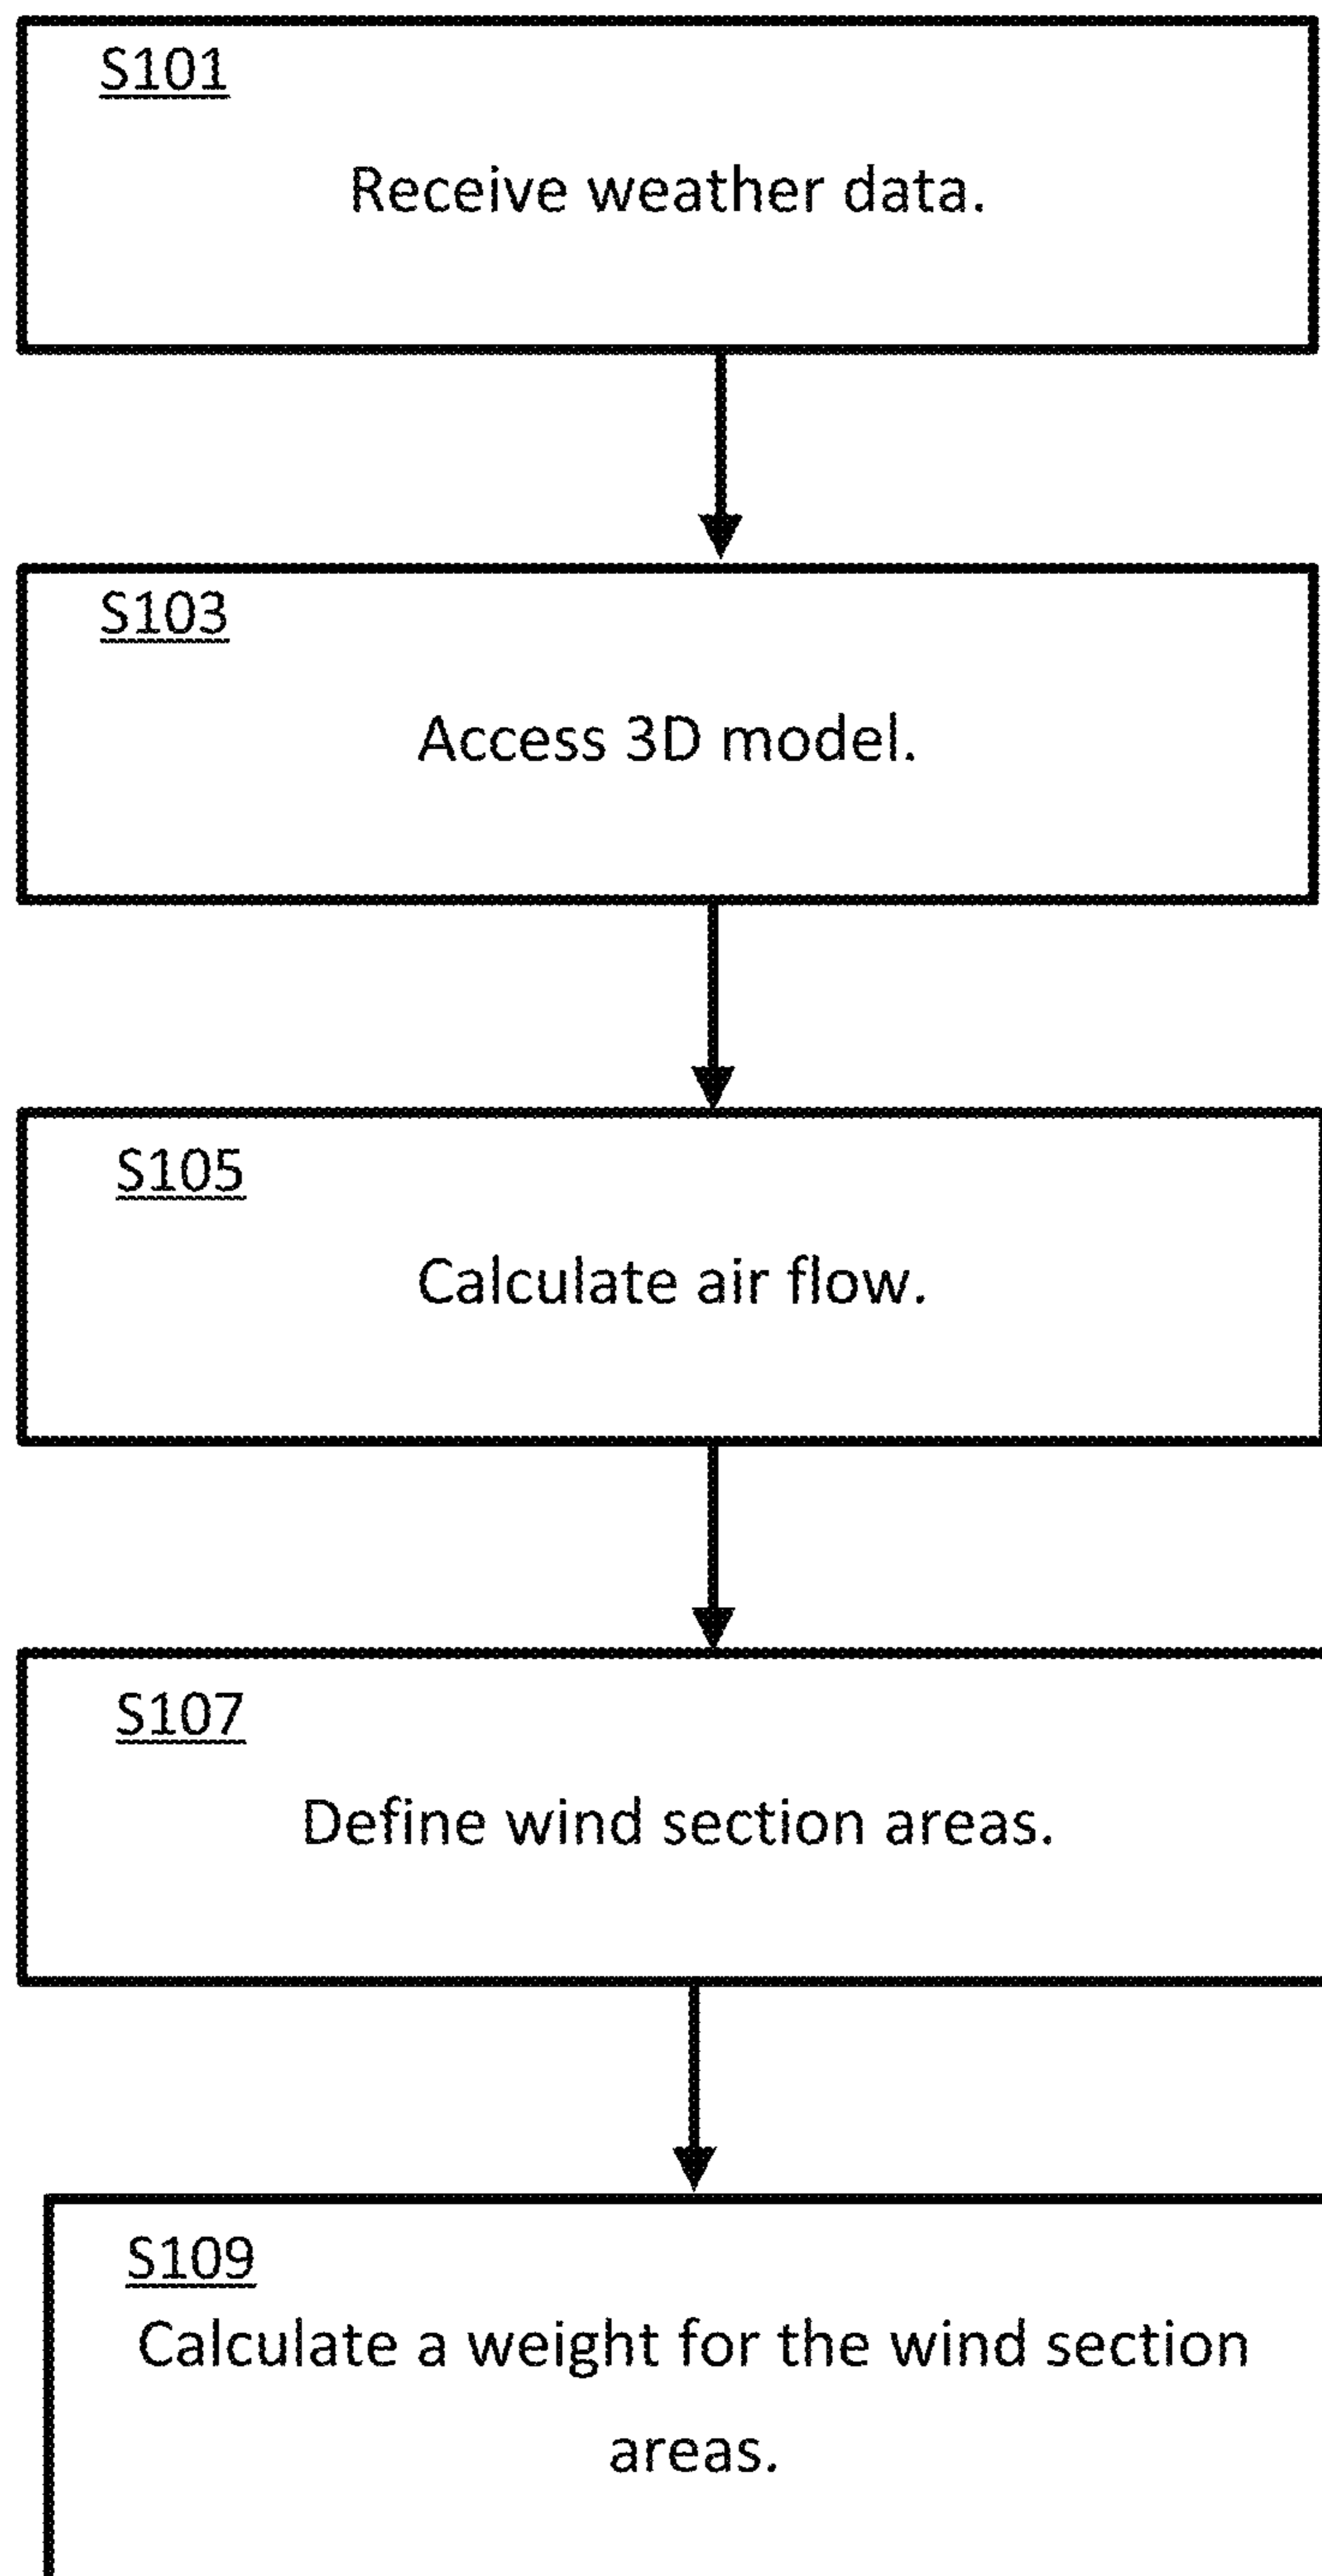 S101
Receive weather data.
S103
Access 3D model.
S105
Calculate air flow.
S107
Define wind section areas.
S109
Calculate a weight for the wind section
areas.